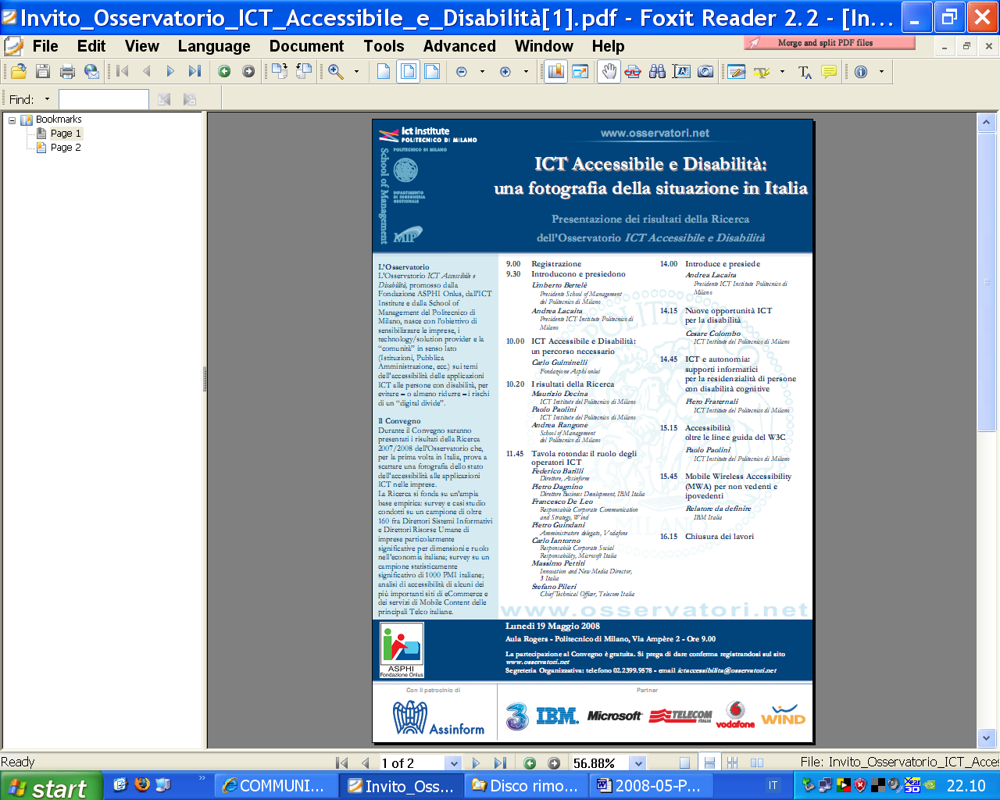 Invito_Osservatorio_ICT_Accessibile_e_Disabilità[1].pdf - Foxit Reader 2.2 - [In...
File Edit View Language Document Tools Advanced Window Help
Merge and split PDF files
Find:
Bookmarks
Page 1
Page 2
ict institute
POLITECNICO DI MILANO
POLITECNICO DI MILANO
School of Management
DIPARTIMENTO
DI INGEGNERIA
GESTIONALE
MIP
www.osservatori.net
ICT Accessibile e Disabilità:
una fotografia della situazione in Italia
Presentazione dei risultati della Ricerca
dell'Osservatorio ICT Accessibile e Disabilità
L'Osservatorio
L'Osservatorio ICT Accessibile e
Disabilità, promosso dalla
Fondazione ASPHI Onlus, dall'ICT
Institute e dalla School of
Management del Politecnico di
Milano, nasce con l'obiettivo di
sensibilizzare le imprese, i
technology/solution provider e la
"comunità" in senso lato
(Istituzioni, Pubblica
Amministrazione, ecc.) sui temi
dell'accessibilità delle applicazioni
ICT alle persone con disabilità, per
evitare – o almeno ridurre – i rischi
di un "digital divide".
Il Convegno
Durante il Convegno saranno
presentati i risultati della Ricerca
2007/2008 dell'Osservatorio che,
per la prima volta in Italia, prova a
scattare una fotografia dello stato
dell'accessibilità alle applicazioni
ICT nelle imprese.
La Ricerca si fonda su un'ampia
base empirica: survey e casi studio
condotti su un campione di oltre
160 fra Direttori Sistemi Informativi
e Direttori Risorse Umane di
imprese particolarmente
significative per dimensioni e ruolo
nell'economia italiana; survey su un
campione statisticamente
significativo di 1000 PMI italiane;
analisi di accessibilità di alcuni dei
più importanti siti di eCommerce e
dei servizi di Mobile Content delle
principali Telco italiane.
9.00 Registrazione
9.30 Introducono e presiedono
Umberto Bertelè
Presidente School of Management
del Politecnico di Milano
Andrea Lacaita
Presidente ICT Institute Politecnico di
Milano
10.00 ICT Accessibile e Disabilità:
un percorso necessario
Carlo Gulminelli
Fondazione Asphi onlus
10.20 I risultati della Ricerca
Maurizio Decina
ICT Institute del Politecnico di Milano
Paolo Paolini
ICT Institute del Politecnico di Milano
Andrea Rangone
School of Management
del Politecnico di Milano
11.45 Tavola rotonda: il ruolo degli
operatori ICT
Federico Barilli
Direttore, Assinform
Pietro Dagnino
Direttore Business Development, IBM Italia
Francesco De Leo
Responsabile Corporate Communication
and Strategy, Wind
Pietro Guindani
Amministratore delegato, Vodafone
Carlo Iantorno
Responsabile Corporate Social
Responsability, Microsoft Italia
Massimo Pettiti
Innovation and New Media Director,
3 Italia
Stefano Pileri
Chief Technical Officer, Telecom Italia
14.00 Introduce e presiede
Andrea Lacaita
Presidente ICT Institute Politecnico di
Milano
14.15 Nuove opportunità ICT
per la disabilità
Cesare Colombo
ICT Institute del Politecnico di Milano
14.45 ICT e autonomia:
supporti informatici
per la residenzialità di persone
con disabilità cognitive
Piero Fraternali
ICT Institute del Politecnico di Milano
15.15 Accessibilità
oltre le linee guida del W3C
Paolo Paolini
ICT Institute del Politecnico di Milano
15.45 Mobile Wireless Accessibility
(MWA) per non vedenti e
ipovedenti
Relatore da definire
IBM Italia
16.15 Chiusura dei lavori
POLITECNICO
MILANO
www.osservatori.net
ASPHI
Fondazione Onlus
Lunedì 19 Maggio 2008
Aula Rogers - Politecnico di Milano, Via Ampère 2 - Ore 9.00
La partecipazione al Convegno è gratuita. Si prega di dare conferma registrandosi sul sito
www.osservatori.net
Segreteria Organizzativa: telefono 02.2399.9578 - email ictaccessibilita@osservatori.net
Con il patrocinio di
Assinform
Partner
3 IBM Microsoft TELECOM ITALIA vodafone WIND
Ready
1 of 2
56.88%
File: Invito_Osservatorio_ICT_Acces
start
COMMUNI...
Invito_Oss...
Disco rimo...
2008-05-P...
IT
22.10